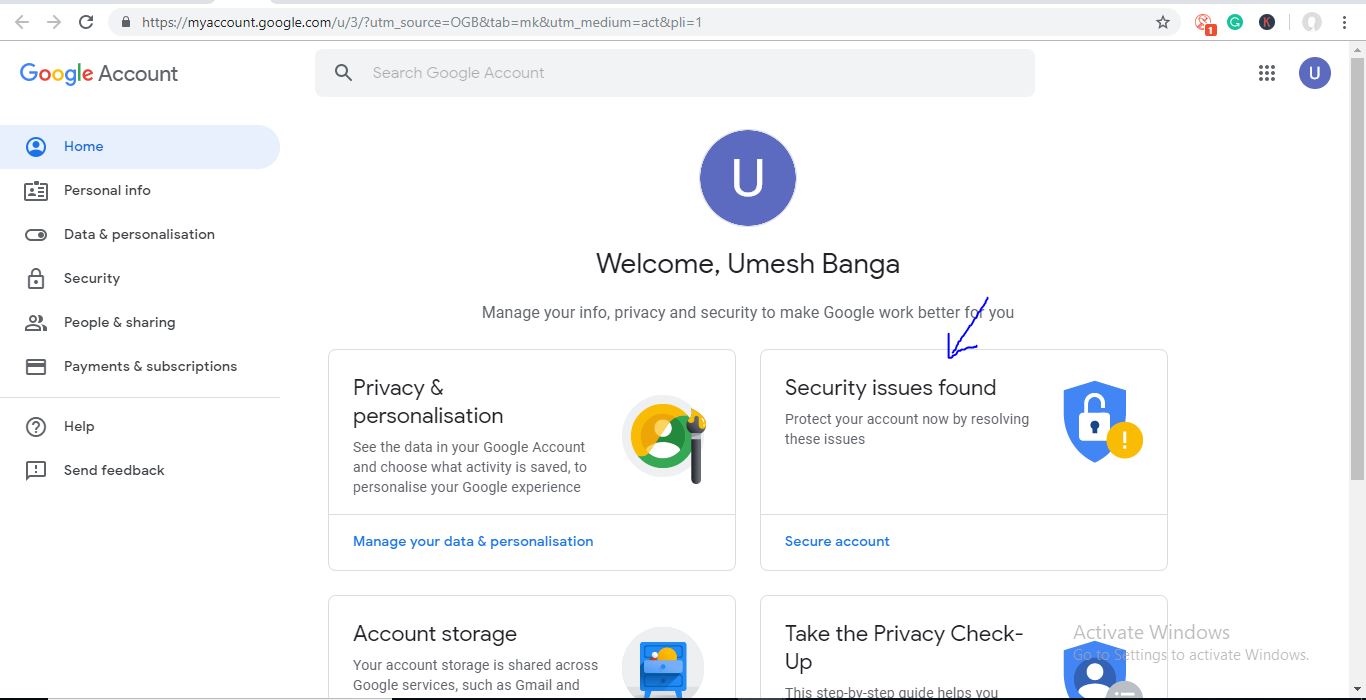 https://myaccount.google.com/u/3/?utm_source=OGB&tab=mk&utm_medium=act&pli=1
1
K
Google Account
Search Google Account
U
Home
Personal info
Data & personalisation
Security
People & sharing
Payments & subscriptions
Help
Send feedback
U
Welcome, Umesh Banga
Manage your info, privacy and security to make Google work better for you
Privacy &
personalisation
See the data in your Google Account
and choose what activity is saved, to
personalise your Google experience
Manage your data & personalisation
Security issues found
Protect your account now by resolving
these issues
Secure account
Account storage
Your account storage is shared across
Google services, such as Gmail and
Take the Privacy Check-
Up
This step-by-step guide helps you
Activate Windows
Go to Settings to activate Windows.